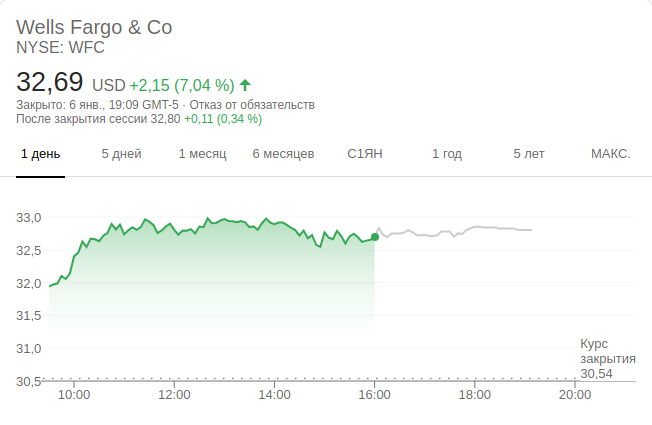 Wells Fargo & Co
NYSE: WFC
32,69 USD +2,15 (7,04 %)
Закрыто: 6 янв., 19:09 GMT-5 · Отказ от обязательств
После закрытия сессии 32,80 +0,11 (0,34 %)
1 день 5 дней 1 месяц 6 месяцев С1ЯН 1 год 5 лет МАКС.
33,0
32,5
32,0
31,5
31,0
30,5
Курс
закрытия
30,54
10:00 12:00 14:00 16:00 18:00 20:00